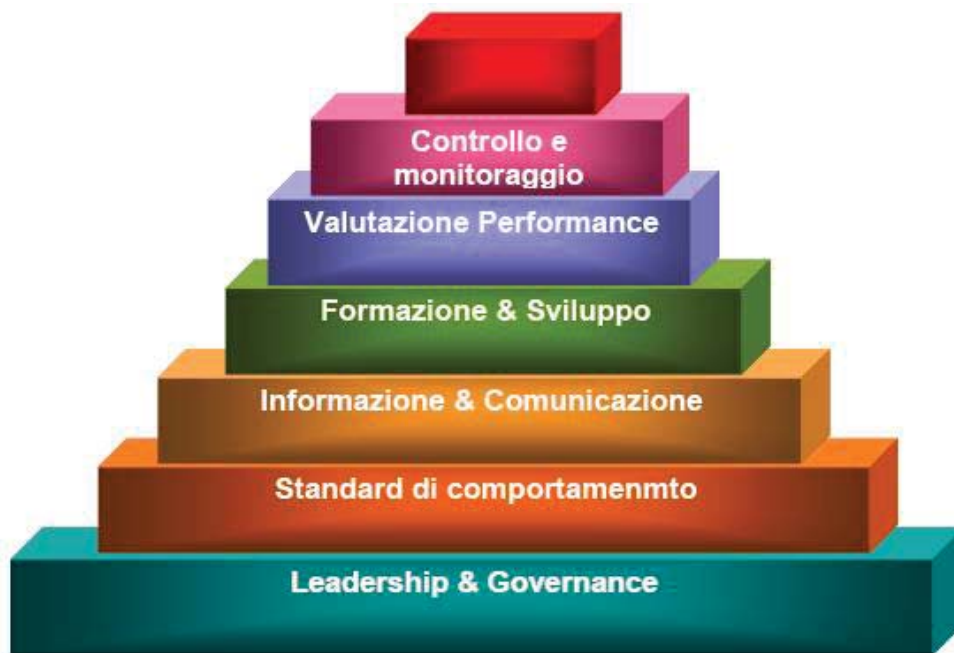 Controllo e
monitoraggio
Valutazione Performance
Formazione & Sviluppo
Informazione & Comunicazione
Standard di comportamenmto
Leadership & Governance